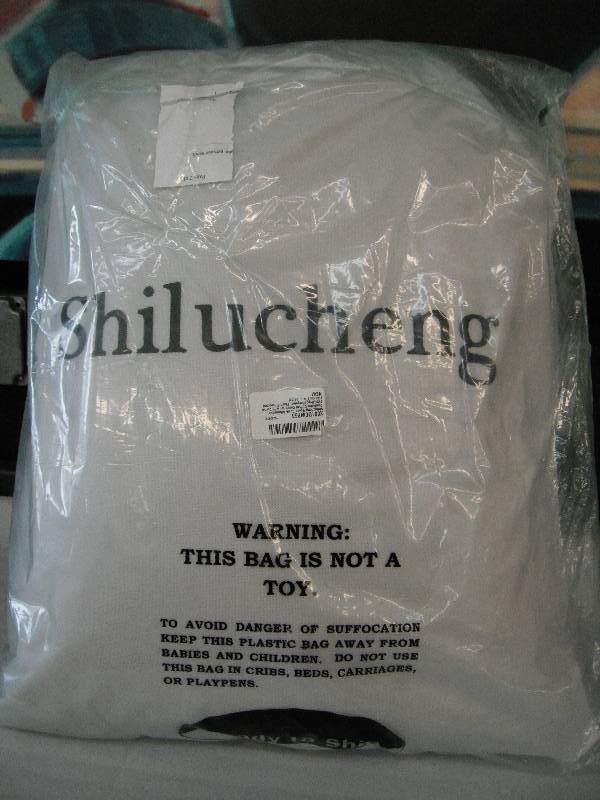 Shilucheng
WARNING:
THIS BAG IS NOT A
TOY.
TO AVOID DANGER OF SUFFOCATION
KEEP THIS PLASTIC BAG AWAY FROM
BABIES AND CHILDREN. DO NOT USE
THIS BAG IN CRIBS, BEDS, CARRIAGES,
OR PLAYPENS.